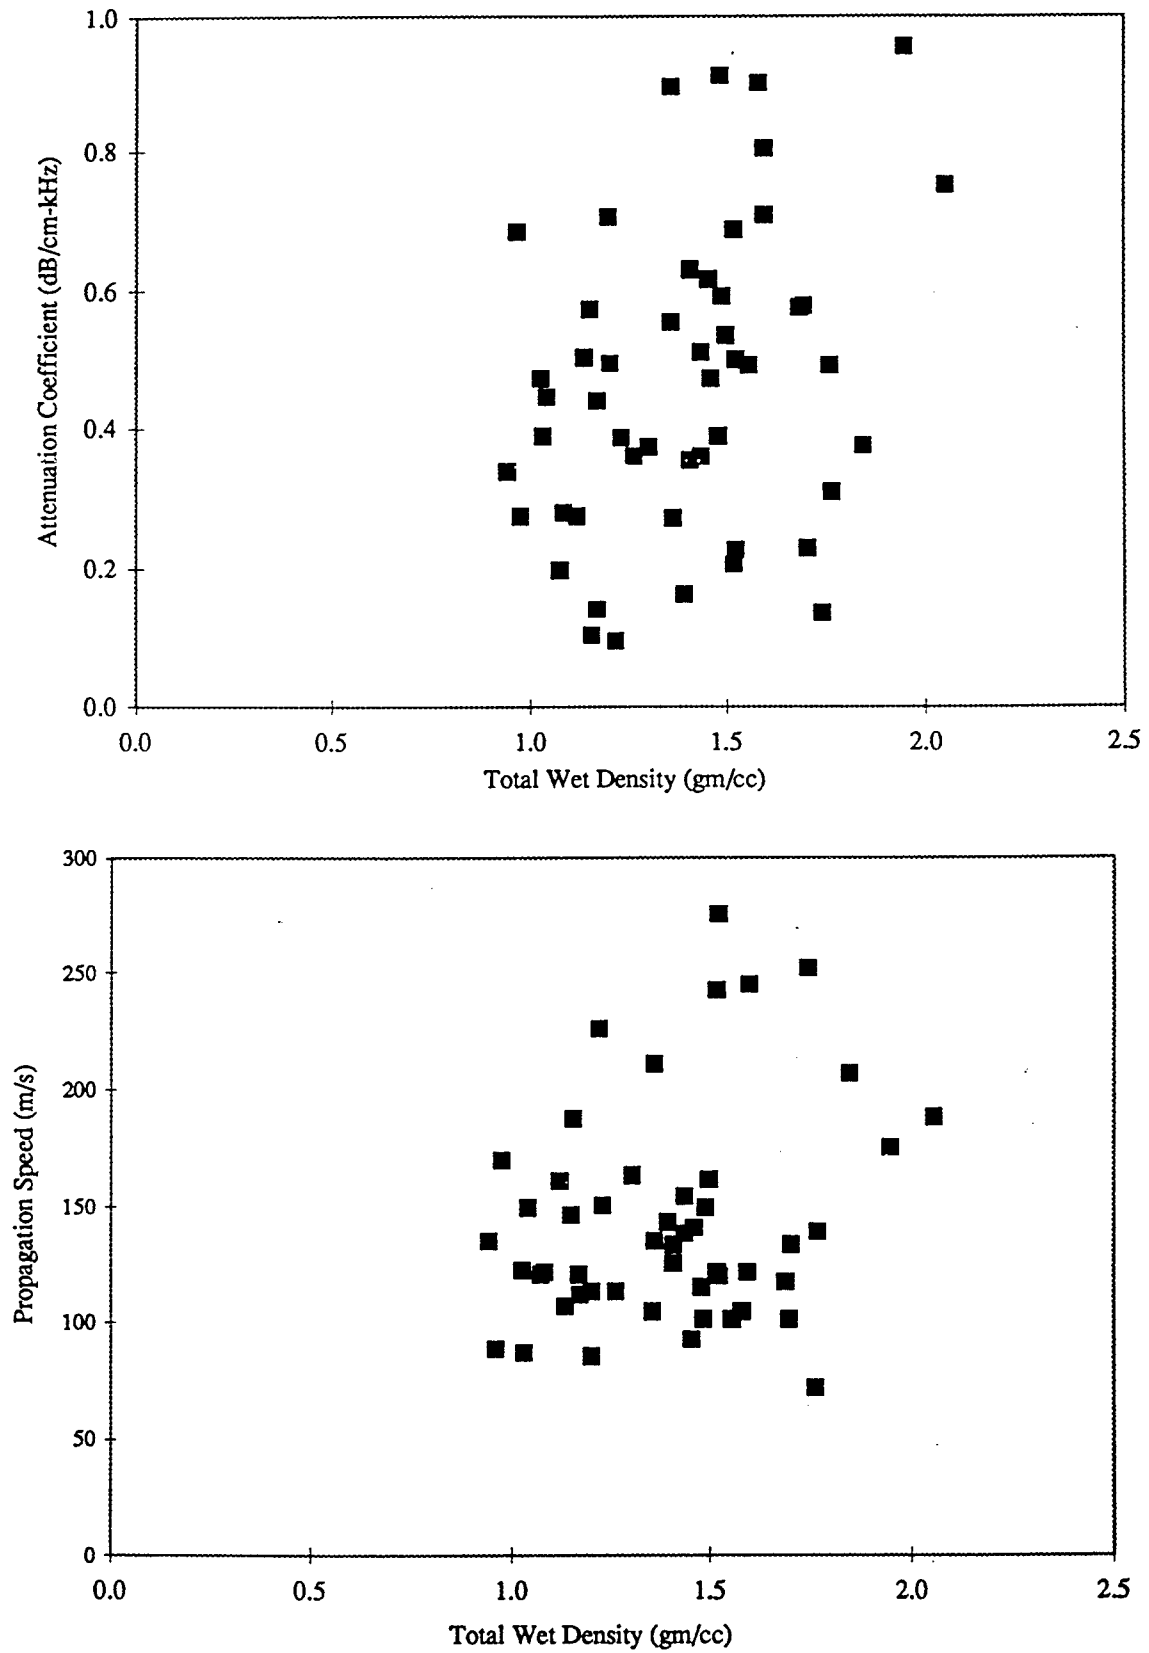 1.0
0.8
0.6
0.4
0.2
0.0
Attenuation Coefficient (dB/cm-kHz)
0.0 0.5 1.0 1.5 2.0 2.5
Total Wet Density (gm/cc)
300
250
200
150
100
50
0
Propagation Speed (m/s)
0.0 0.5 1.0 1.5 2.0 2.5
Total Wet Density (gm/cc)